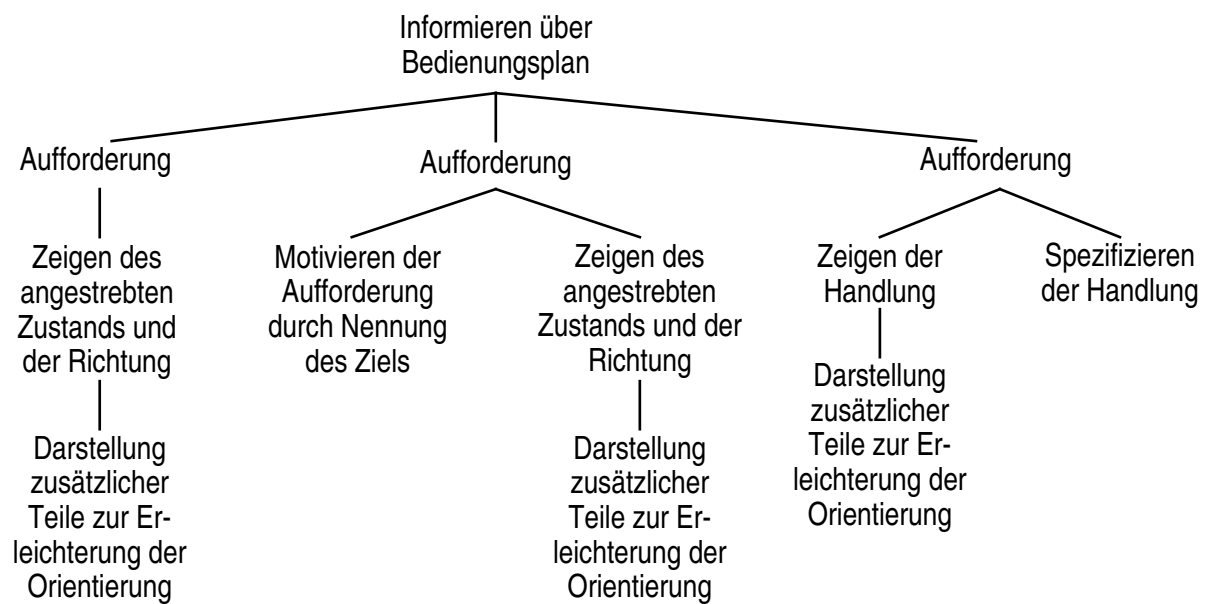 Informieren über
Bedienungsplan
Aufforderung
Aufforderung
Aufforderung
Zeigen des
angestrebten
Zustands und
der Richtung
Motivieren der
Aufforderung
durch Nennung
des Ziels
Zeigen des
angestrebten
Zustands und der
Richtung
Zeigen der
Handlung
Spezifizieren
der Handlung
Darstellung
zusätzlicher
Teile zur Er-
leichterung der
Orientierung
Darstellung
zusätzlicher
Teile zur Er-
leichterung der
Orientierung
Darstellung
zusätzlicher
Teile zur Er-
leichterung der
Orientierung